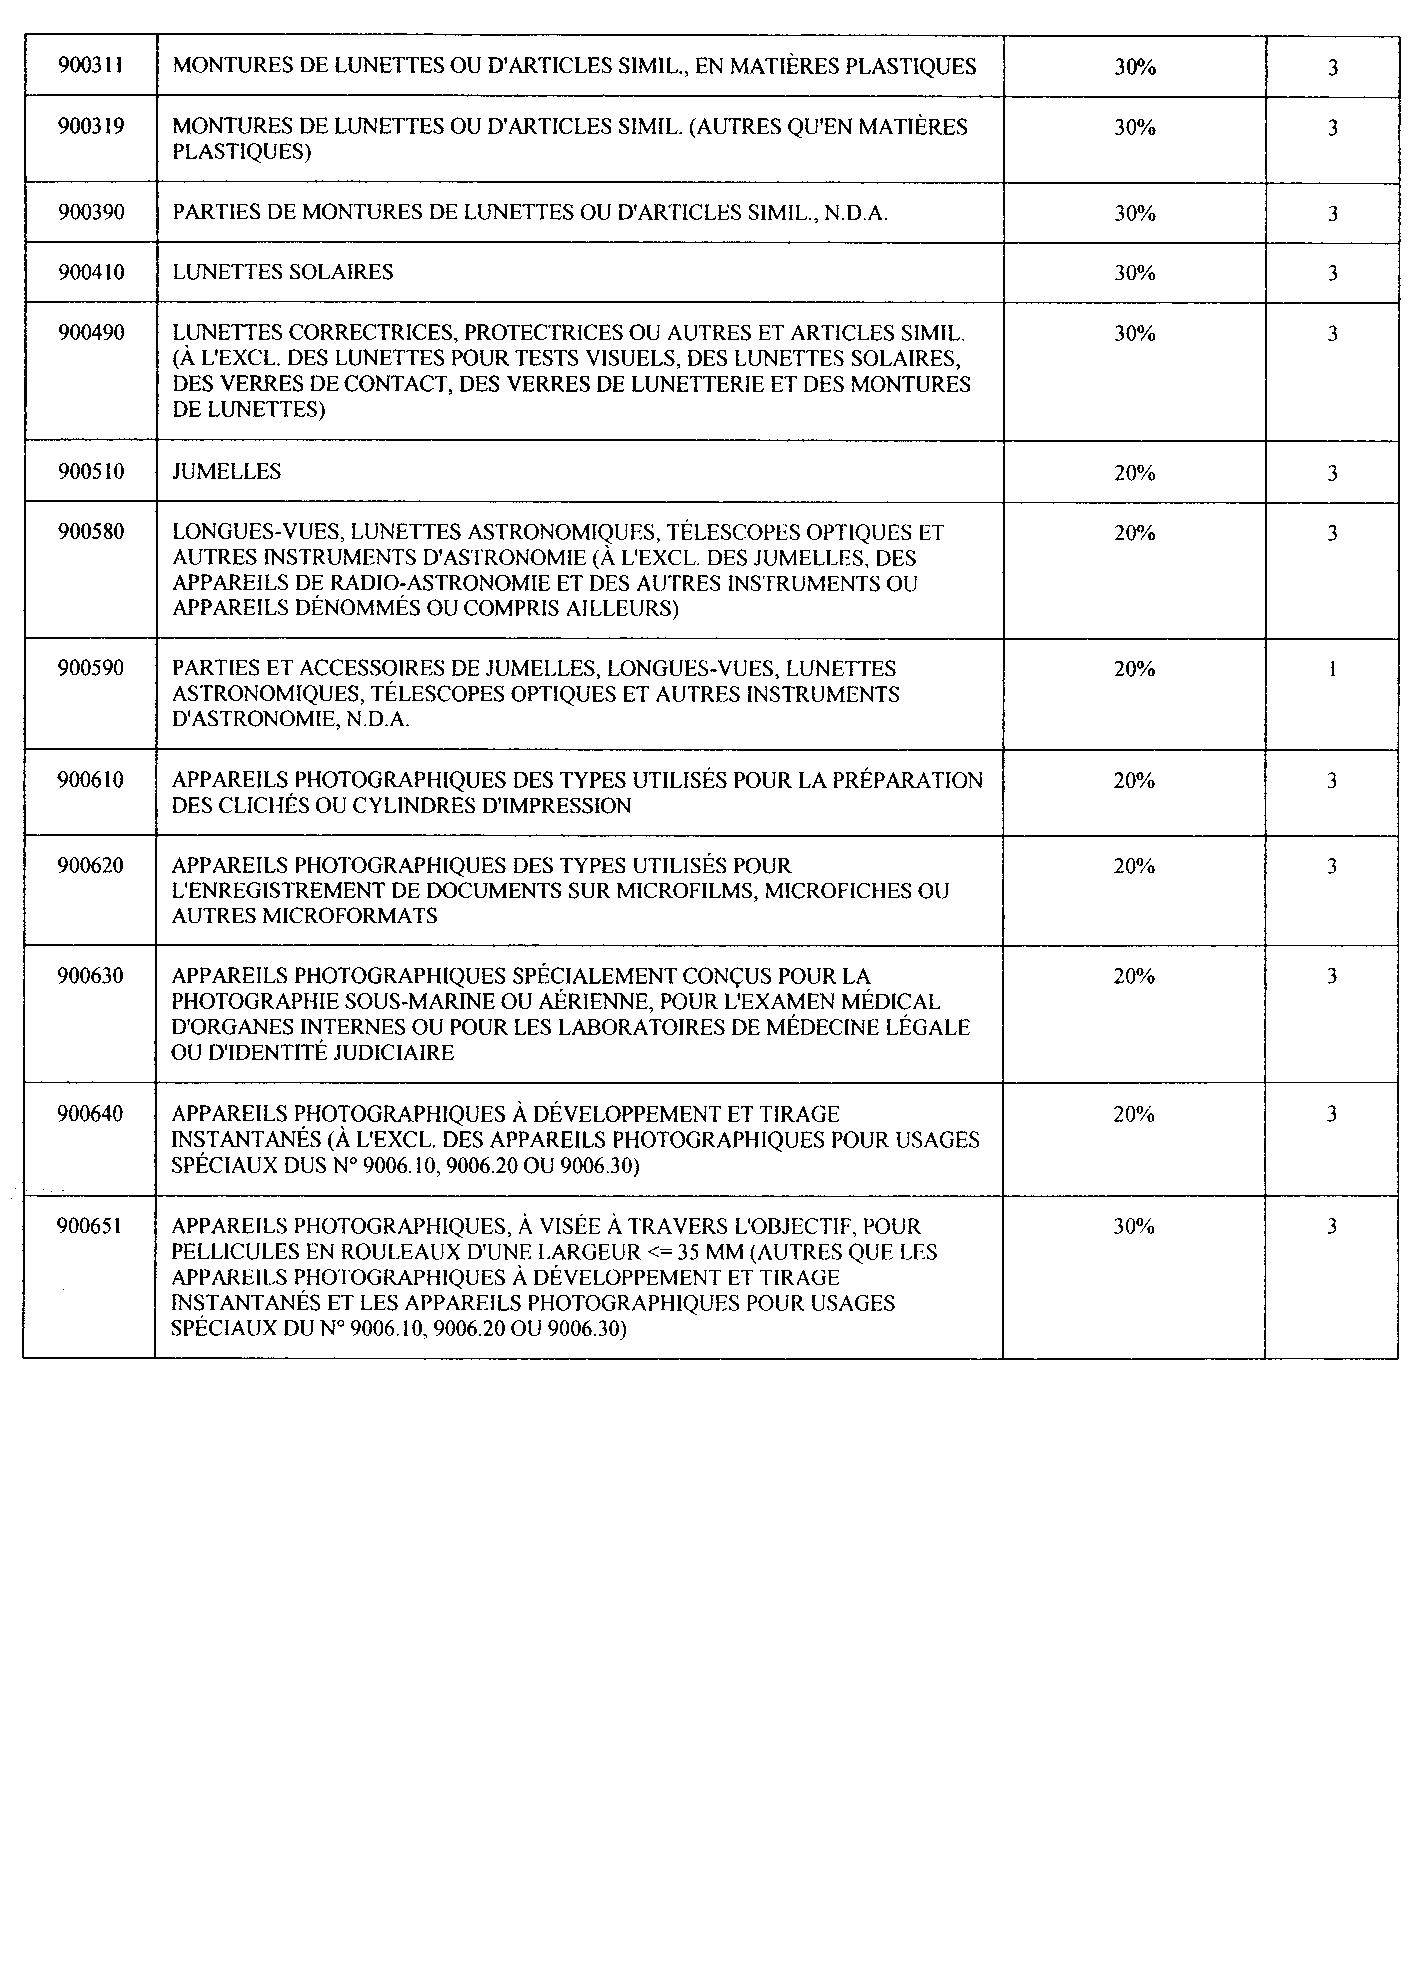 900311 MONTURES DE LUNETTES OU D'ARTICLES SIMIL., EN MATIÈRES PLASTIQUES 30% 3
900319 MONTURES DE LUNETTES OU D'ARTICLES SIMIL. (AUTRES QU'EN MATIÈRES 30% 3
PLASTIQUES)
900390 PARTIES DE MONTURES DE LUNETTES OU D'ARTICLES SIMIL., N.D.A. 30% 3
900410 LUNETTES SOLAIRES 30% 3
900490 LUNETTES CORRECTRICES, PROTECTRICES OU AUTRES ET ARTICLES SIMIL. 30% 3
(À L'EXCL. DES LUNETTES POUR TESTS VISUELS, DES LUNETTES SOLAIRES,
DES VERRES DE CONTACT, DES VERRES DE LUNETTERIE ET DES MONTURES
DE LUNETTES)
900510 JUMELLES 20% 3
900580 LONGUES-VUES, LUNETTES ASTRONOMIQUES, TÉLESCOPES OPTIQUES ET 20% 3
AUTRES INSTRUMENTS D'ASTRONOMIE (À L'EXCL. DES JUMELLES, DES
APPAREILS DE RADIO-ASTRONOMIE ET DES AUTRES INSTRUMENTS OU
APPAREILS DÉNOMMÉS OU COMPRIS AILLEURS)
900590 PARTIES ET ACCESSOIRES DE JUMELLES, LONGUES-VUES, LUNETTES 20% 1
ASTRONOMIQUES, TÉLESCOPES OPTIQUES ET AUTRES INSTRUMENTS
D'ASTRONOMIE, N.D.A.
900610 APPAREILS PHOTOGRAPHIQUES DES TYPES UTILISÉS POUR LA PRÉPARATION 20% 3
DES CLICHÉS OU CYLINDRES D'IMPRESSION
900620 APPAREILS PHOTOGRAPHIQUES DES TYPES UTILISÉS POUR 20% 3
L'ENREGISTREMENT DE DOCUMENTS SUR MICROFILMS, MICROFICHES OU
AUTRES MICROFORMATS
900630 APPAREILS PHOTOGRAPHIQUES SPÉCIALEMENT CONÇUS POUR LA 20% 3
PHOTOGRAPHIE SOUS-MARINE OU AÉRIENNE, POUR L'EXAMEN MÉDICAL
D'ORGANES INTERNES OU POUR LES LABORATOIRES DE MÉDECINE LÉGALE
OU D'IDENTITÉ JUDICIAIRE
900640 APPAREILS PHOTOGRAPHIQUES À DÉVELOPPEMENT ET TIRAGE 20% 3
INSTANTANÉS (À L'EXCL. DES APPAREILS PHOTOGRAPHIQUES POUR USAGES
SPÉCIAUX DUS N° 9006.10, 9006.20 OU 9006.30)
900651 APPAREILS PHOTOGRAPHIQUES, À VISÉE À TRAVERS L'OBJECTIF, POUR 30% 3
PELLICULES EN ROULEAUX D'UNE LARGEUR <= 35 MM (AUTRES QUE LES
APPAREILS PHOTOGRAPHIQUES À DÉVELOPPEMENT ET TIRAGE
INSTANTANÉS ET LES APPAREILS PHOTOGRAPHIQUES POUR USAGES
SPÉCIAUX DU N° 9006.10, 9006.20 OU 9006.30)